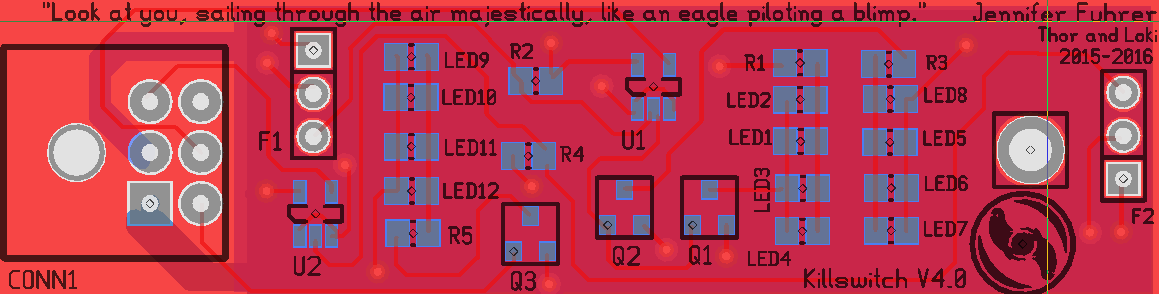 "Look at you, sailing through the air majestically, like an eagle piloting a blimp." Jennifer Fuhrer
Thor and Loki
2015-2016
LED9
R2
R1
R3
LED10
LED2
LED8
F1
U1
LED11
R4
LED1
LED5
LED12
LED3
LED6
F2
R5
LED7
U2
Q3
Q2
Q1
LED4
CONN1
Killswitch V4.0